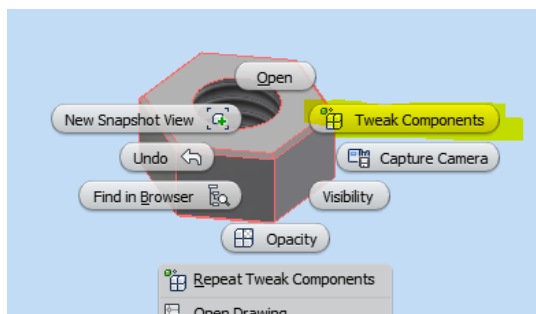 Open
New Snapshot View
Tweak Components
Undo
Capture Camera
Find in Browser
Visibility
Opacity
Repeat Tweak Components
Open Drawing